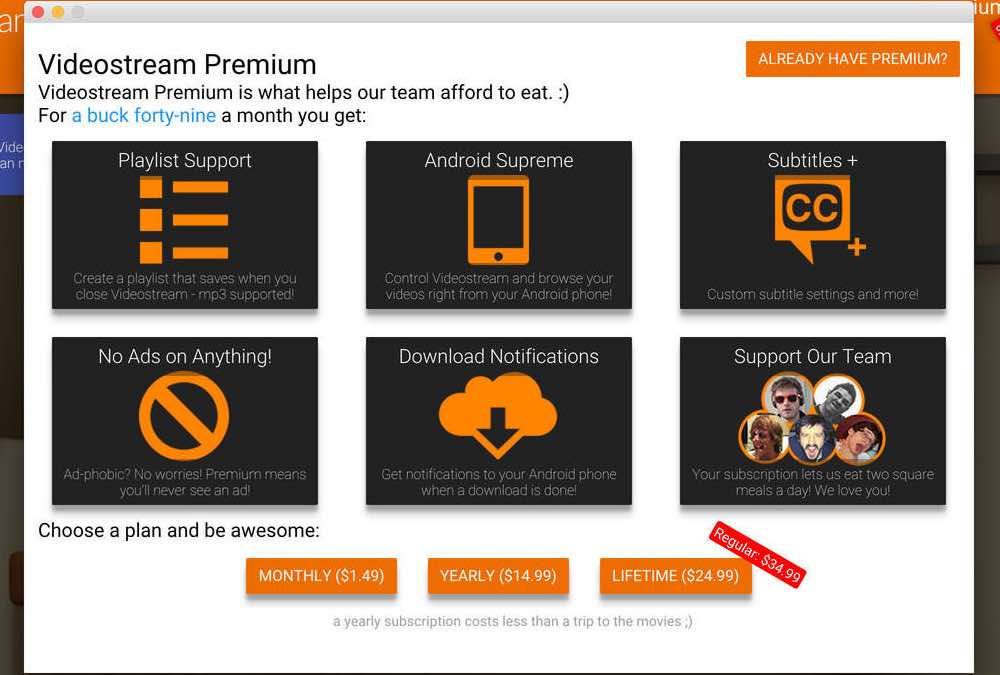 an
ium
Vide
an n
ALREADY HAVE PREMIUM?
Videostream Premium
Videostream Premium is what helps our team afford to eat. :)
For a buck forty-nine a month you get:
Playlist Support
Create a playlist that saves when you
close Videostream - mp3 supported!
Android Supreme
Control Videostream and browse your
videos right from your Android phone!
Subtitles +
CC
Custom subtitle settings and more!
No Ads on Anything!
Ad-phobic? No worries! Premium means
you'll never see an ad!
Download Notifications
Get notifications to your Android phone
when a download is done!
Support Our Team
Your subscription lets us eat two square
meals a day! We love you!
Choose a plan and be awesome:
MONTHLY ($1.49)
YEARLY ($14.99)
LIFETIME ($24.99)
Regular: $34.99
a yearly subscription costs less than a trip to the movies ;)